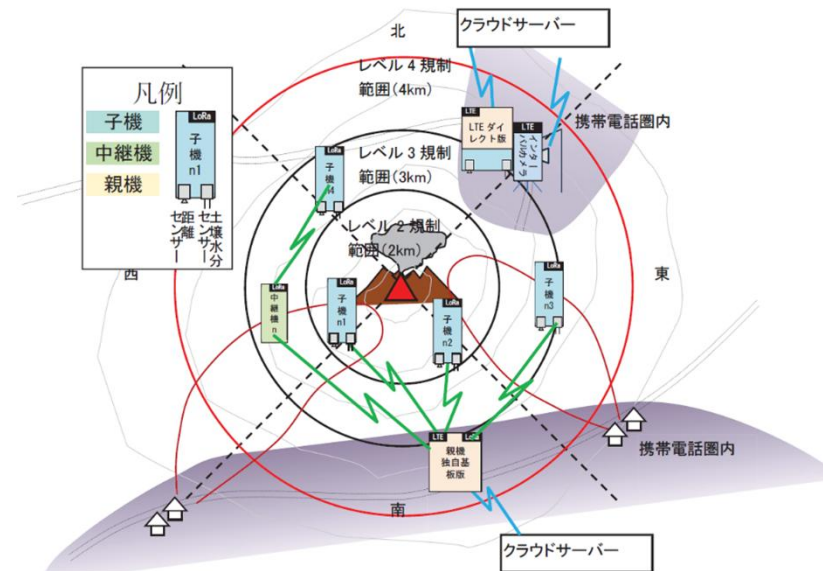 クラウドサーバー
北
レベル 4 規制
範囲(4km)
凡例
子機
中継機
親機
LoRa
子機
n1
距離
センサー
土壌水分
センサー
LTE
LTE ダイ
レクト版
LTE
インター
バルカメラ
携帯電話圏内
レベル 3 規制
範囲(3km)
LoRa
子機
レベル 2 規制
範囲(2km)
西
東
LoRa
中継機
n
LoRa
子機
n1
LoRa
子機
n2
LoRa
子機
n3
LTE
LoRa
親機
独自基
板版
携帯電話圏内
南
クラウドサーバー